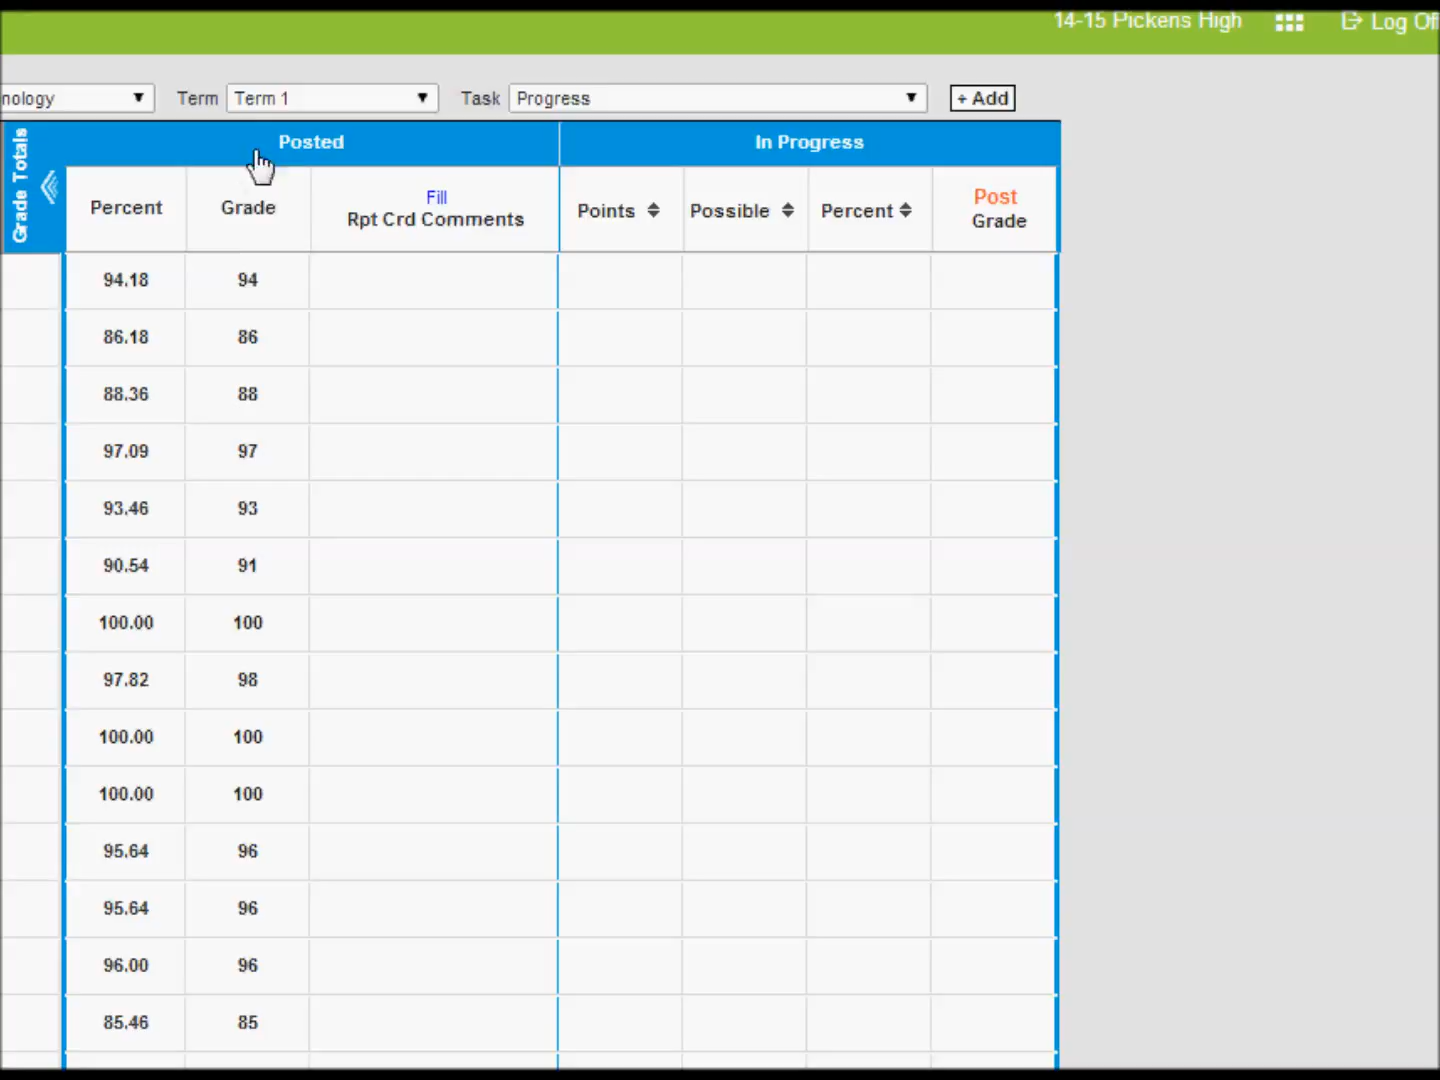 14-15 Pickens High Log Of
nology Term Term 1 Task Progress + Add
Grade Totals
Posted In Progress
Percent Grade Fill Rpt Crd Comments Points Possible Percent Post Grade
94.18 94
86.18 86
88.36 88
97.09 97
93.46 93
90.54 91
100.00 100
97.82 98
100.00 100
100.00 100
95.64 96
95.64 96
96.00 96
85.46 85